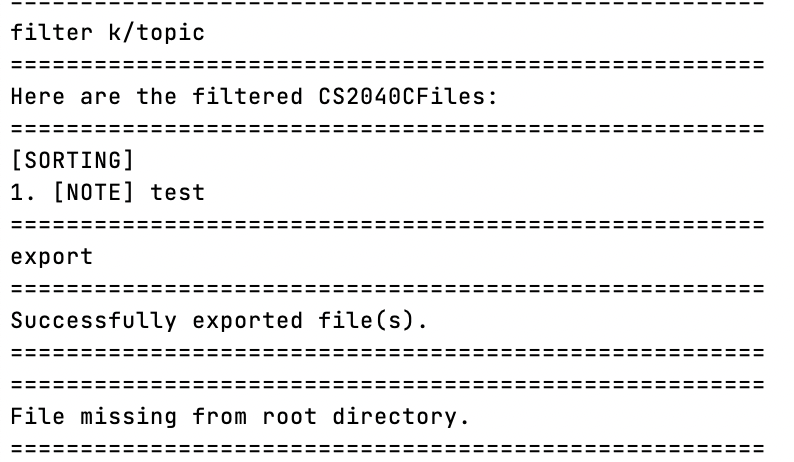 ======================================================
filter k/topic
======================================================
Here are the filtered CS2040CFiles:
======================================================
[SORTING]
1. [NOTE] test
======================================================
export
======================================================
Successfully exported file(s).
======================================================
======================================================
File missing from root directory.
======================================================